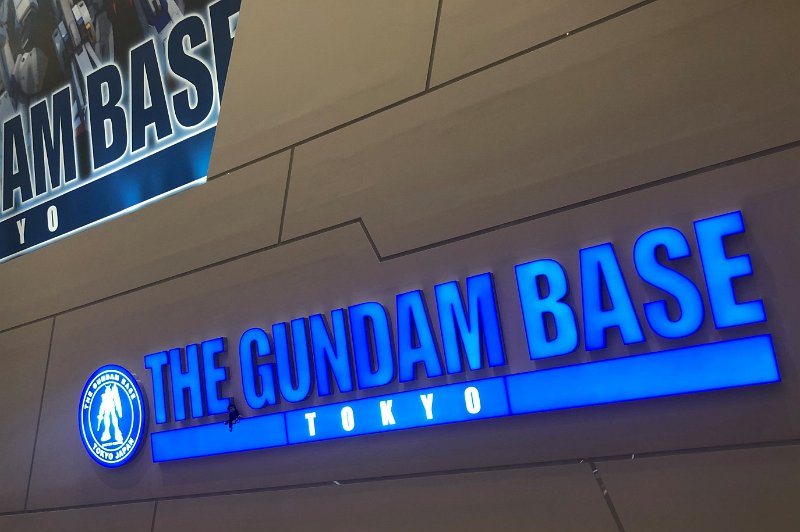 AM BASE
YO
THE GUNDAM BASE
TOKYO
THE GUNDAM BASE
TOKYO JAPAN